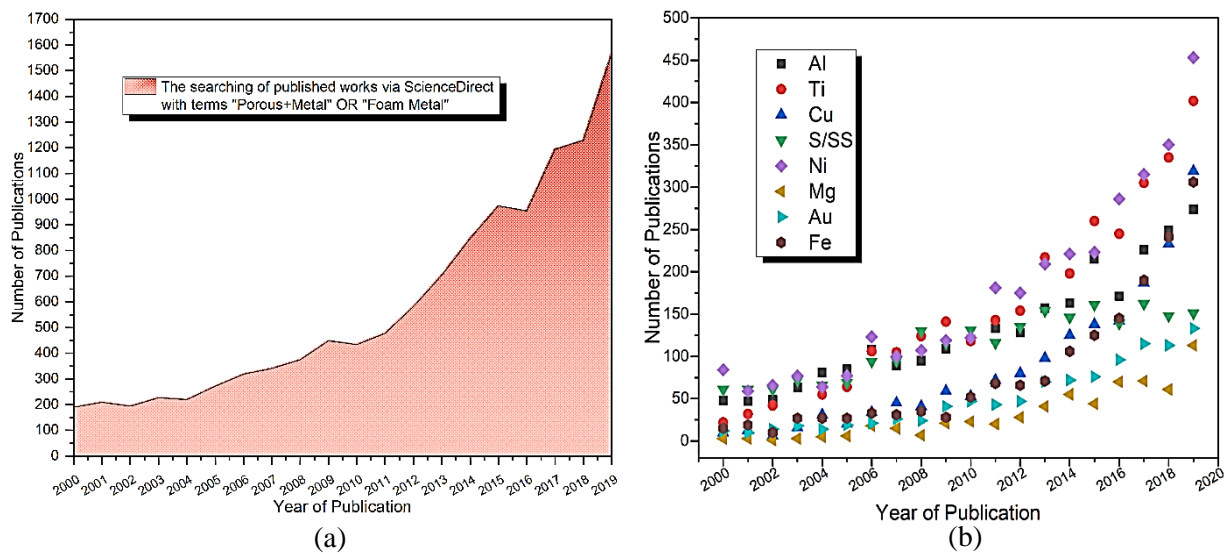 1700
1600
1500
1400
1300
1200
1100
1000
900
800
700
600
500
400
300
200
100
0
Number of Publications
The searching of published works via ScienceDirect
with terms "Porous+Metal" OR "Foam Metal"
2000 2001 2002 2003 2004 2005 2006 2007 2008 2009 2010 2011 2012 2013 2014 2015 2016 2017 2018 2019
Year of Publication
(a)
450
400
350
300
250
200
150
100
50
0
Number of Publications
Al
Ti
Cu
S/SS
Ni
Mg
Au
Fe
2000 2002 2004 2006 2008 2010 2012 2014 2016 2018 2020
Year of Publication
(b)